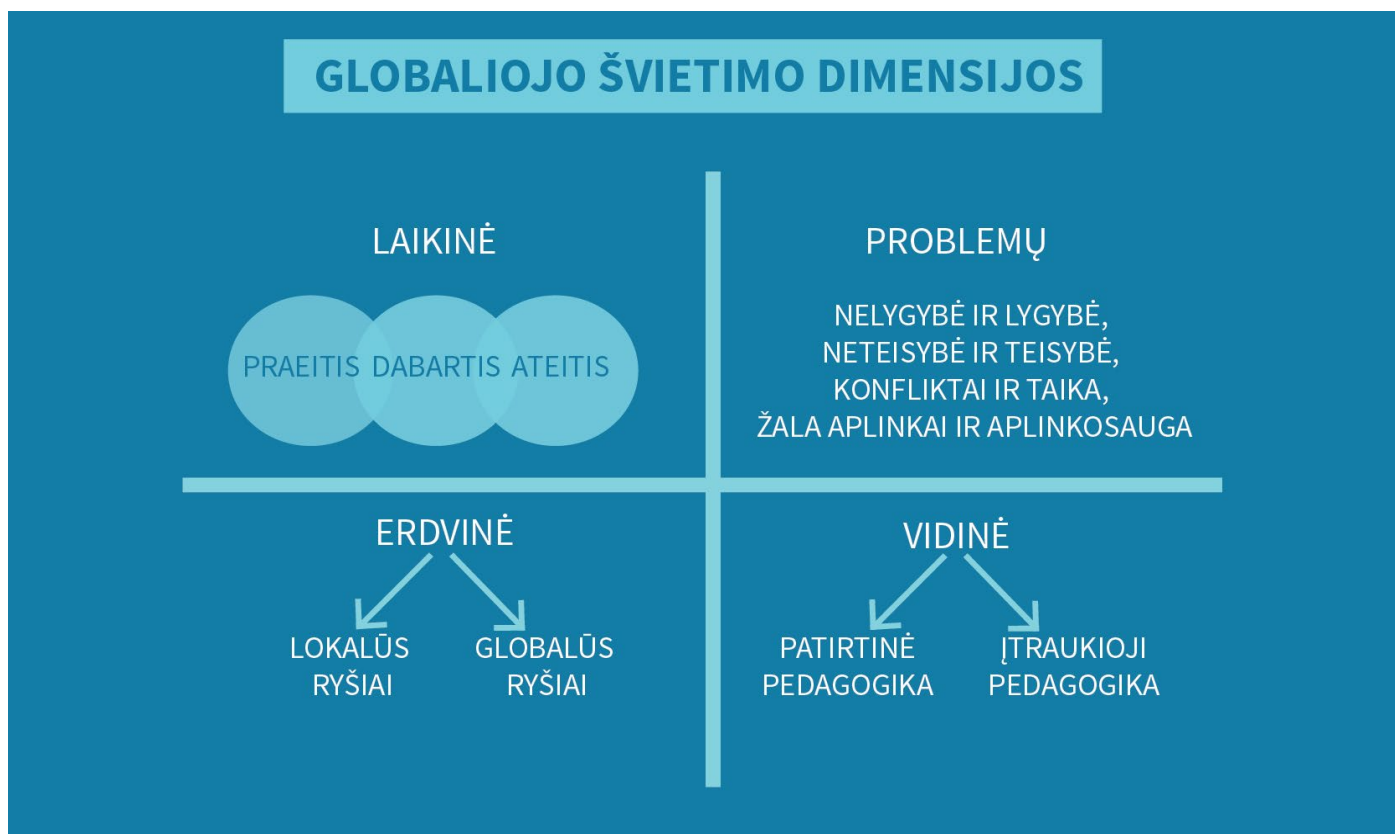 GLOBALIOJO ŠVIETIMO DIMENSIJOS
LAIKINĖ
PRAEITIS DABARTIS ATEITIS
PROBLEMŲ
NELYGYBĖ IR LYGYBĖ,
NETEISYBĖ IR TEISYBĖ,
KONFLIKTAI IR TAIKA,
ŽALA APLINKAI IR APLINKOSAUGA
ERDVINĖ
LOKALŪS
RYŠIAI
GLOBALŪS
RYŠIAI
VIDINĖ
PATIRTINĖ
PEDAGOGIKA
ĮTRAUKIOJI
PEDAGOGIKA